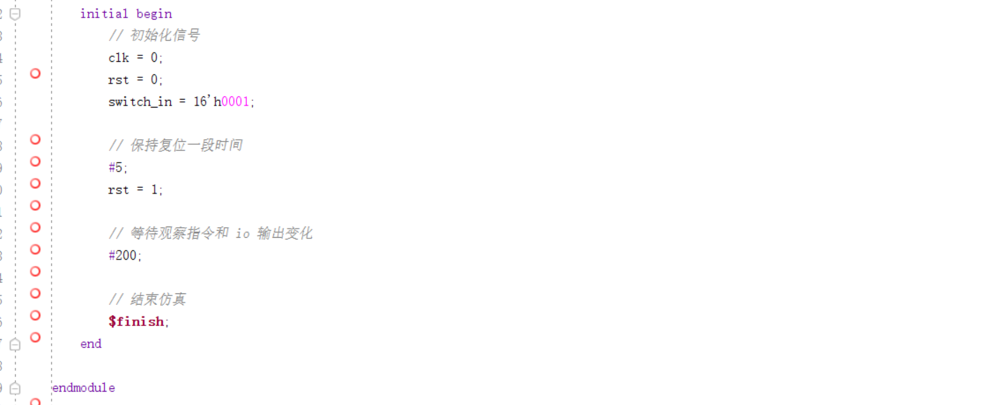 initial begin
// 初始化信号
clk = 0;
rst = 0;
switch_in = 16'h0001;
// 保持复位一段时间
#5;
rst = 1;
// 等待观察指令和 io 输出变化
#200;
// 结束仿真
$finish;
end
endmodule